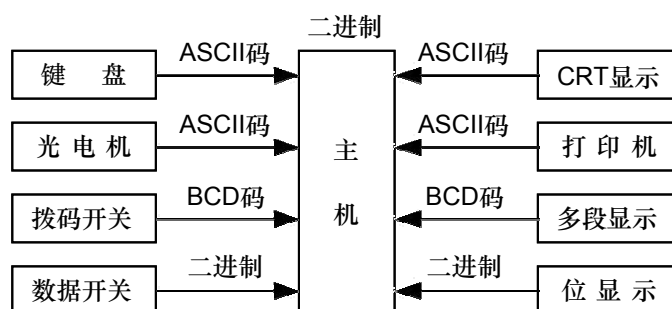 二进制
ASCII码
ASCII码
键 盘
CRT显示
ASCII码
ASCII码
光电机
主机
打印机
BCD码
BCD码
拨码开关
多段显示
二进制
二进制
数据开关
位显示